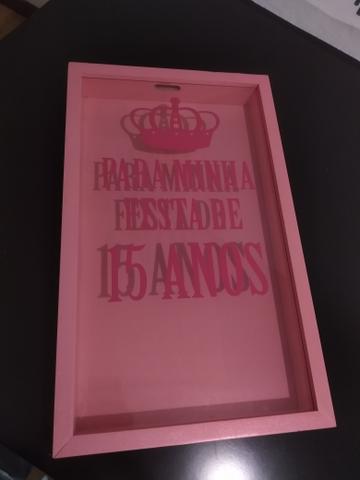 PARA MINHA
FESTA DE
15 ANOS